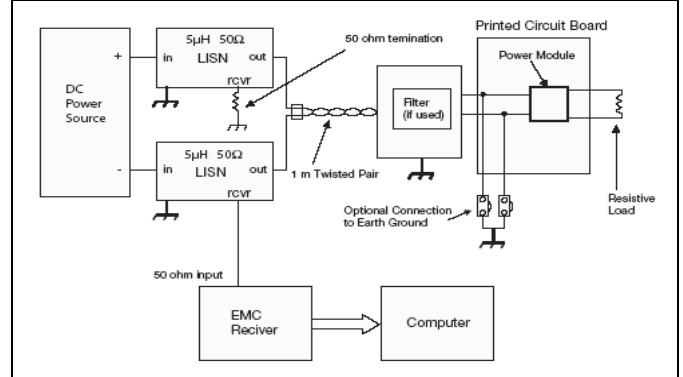 Printed Circuit Board
5µH 50Ω
LISN
in
out
rcvr
50 ohm temination
Power Module
+
DC
Power
Source
-
Filter
(if used)
5µH 50Ω
LISN
in
out
rcvr
1 m Twisted Pair
Optional Connection
to Earth Ground
Resistive
Load
50 ohm input
EMC
Reciver
Computer